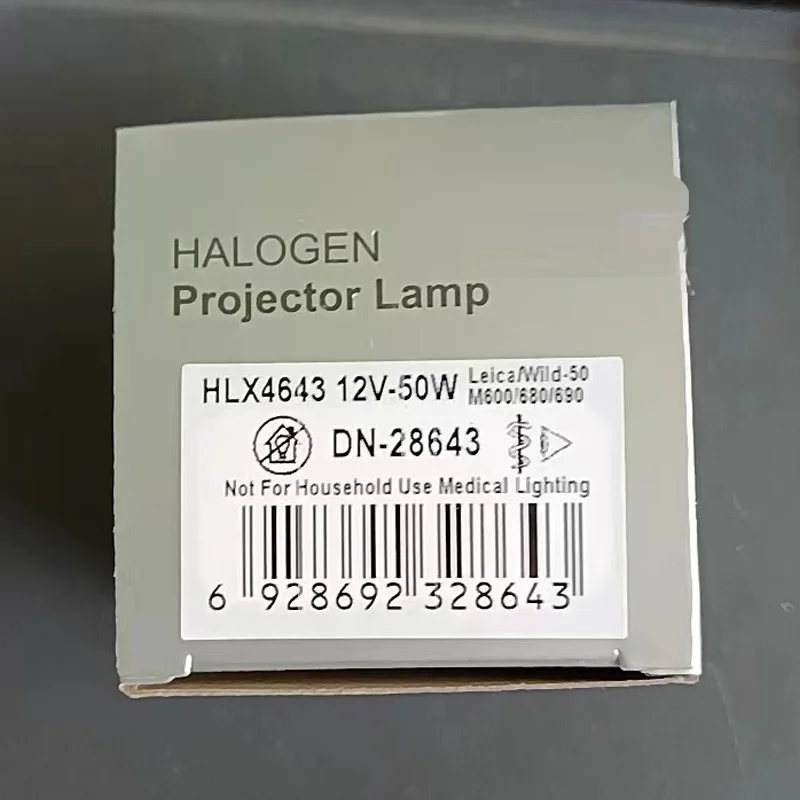 HALOGEN
Projector Lamp
HLX4643 12V-50W Leica/Wild-50
M600/680/690
DN-28643
Not For Household Use Medical Lighting
6 928692 328643